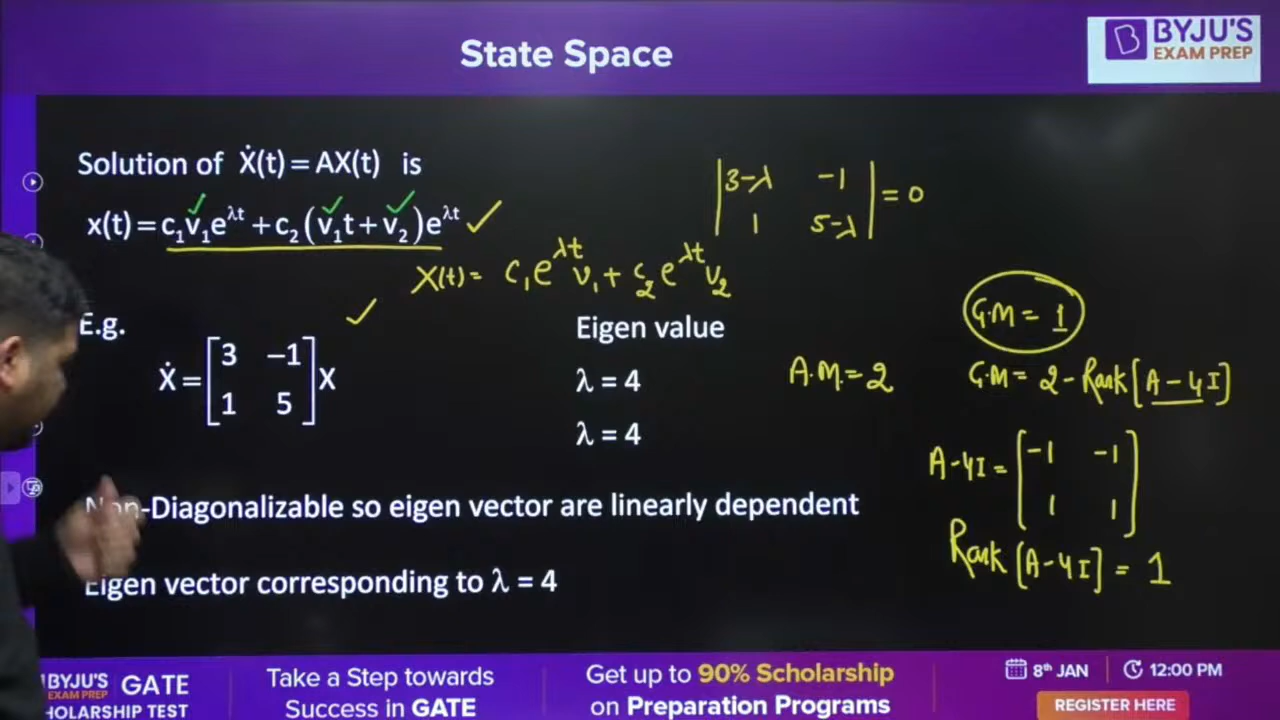 State Space
BYJU'S
EXAM PREP
Solution of Ẋ(t) = AX(t) is
x(t) = c₁v₁e^λt + c₂(v₁t + v₂)e^λt
X(t) = c₁e^λt v₁ + c₂e^λt v₂
|3-λ -1|
|1 5-λ| = 0
E.g.
Ẋ = [3 −1
1 5] X
Eigen value
λ = 4
λ = 4
A.M = 2
G.M = 1
G.M = 2 - Rank[A - 4I]
A-4I = [-1 -1
1 1]
Rank[A-4I] = 1
Non-Diagonalizable so eigen vector are linearly dependent
Eigen vector corresponding to λ = 4
BYJU'S
EXAM PREP
GATE
HOLARSHIP TEST
Take a Step towards
Success in GATE
Get up to 90% Scholarship
on Preparation Programs
8th JAN
12:00 PM
REGISTER HERE